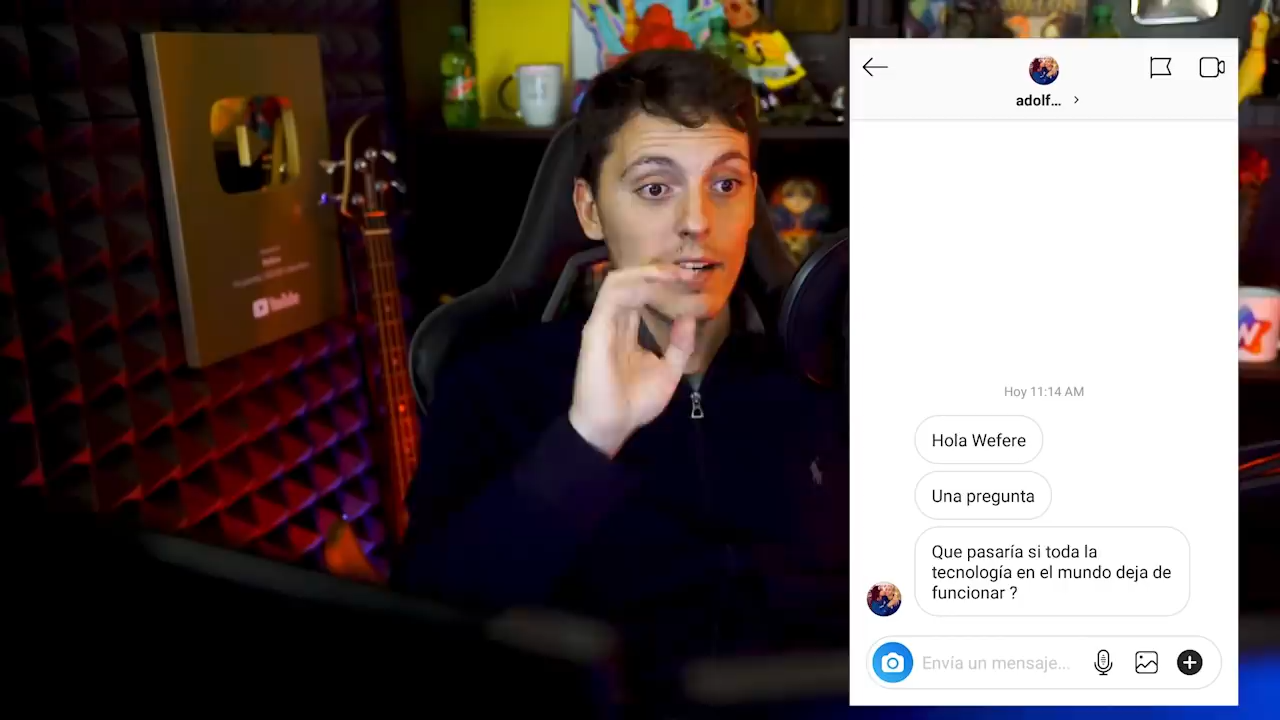 YouTube
adolf...
Hoy 11:14 AM
Hola Wefere
Una pregunta
Que pasaría si toda la
tecnología en el mundo deja de
funcionar ?
Envía un mensaje...